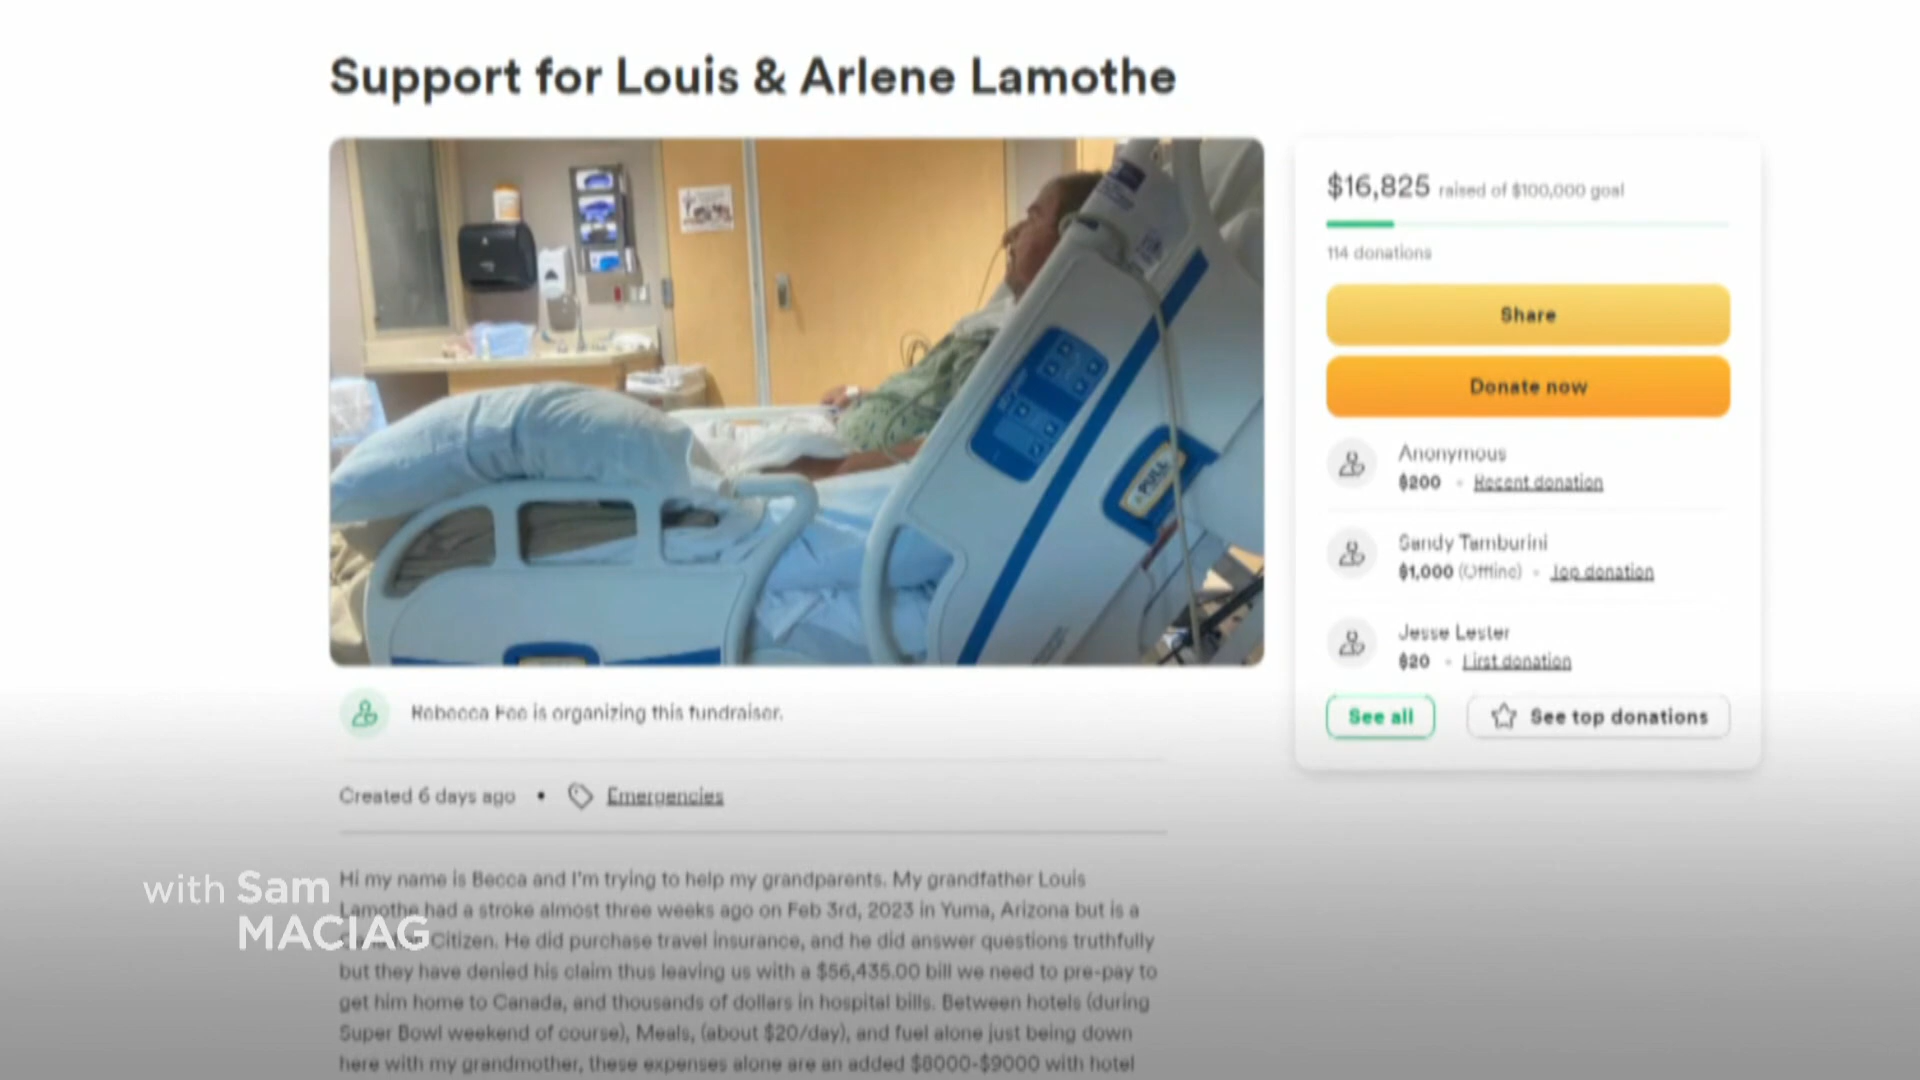 Support for Louis & Arlene Lamothe
$16,825 raised of $100,000 goal
114 donations
Share
Donate now
Anonymous
$200 • Recent donation
Sandy Tamburini
$1,000 (Offline) • Top donation
Jesse Lester
$20 • First donation
See all
See top donations
PULL
Rebecca Fee is organizing this fundraiser.
Created 6 days ago • Emergencies
with Sam
MACIAG
Hi my name is Becca and I'm trying to help my grandparents. My grandfather Louis
Lamothe had a stroke almost three weeks ago on Feb 3rd, 2023 in Yuma, Arizona but is a
Citizen. He did purchase travel insurance, and he did answer questions truthfully
but they have denied his claim thus leaving us with a $56,435.00 bill we need to pre-pay to
get him home to Canada, and thousands of dollars in hospital bills. Between hotels (during
Super Bowl weekend of course), Meals, (about $20/day), and fuel alone just being down
here with my grandmother, these expenses alone are an added $8000-$9000 with hotel